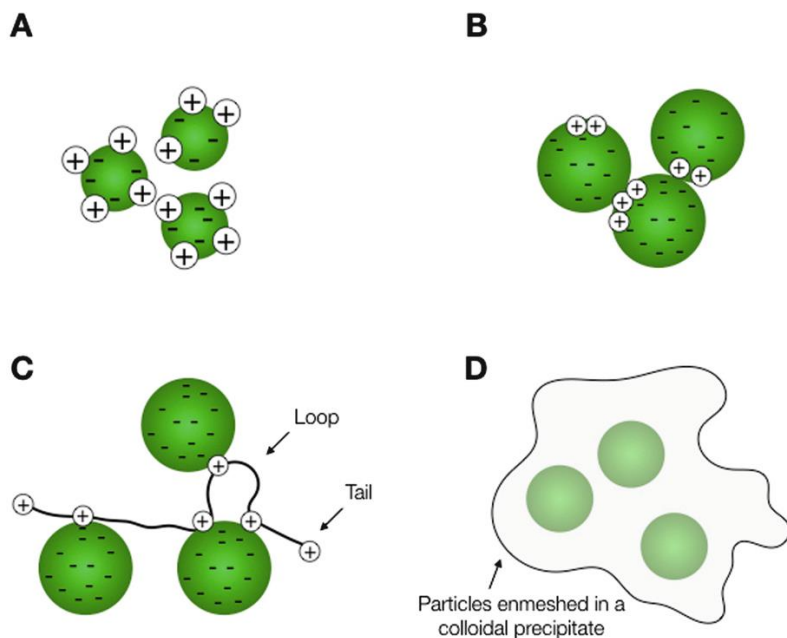 A
B
C
Loop
Tail
D
Particles enmeshed in a
colloidal precipitate